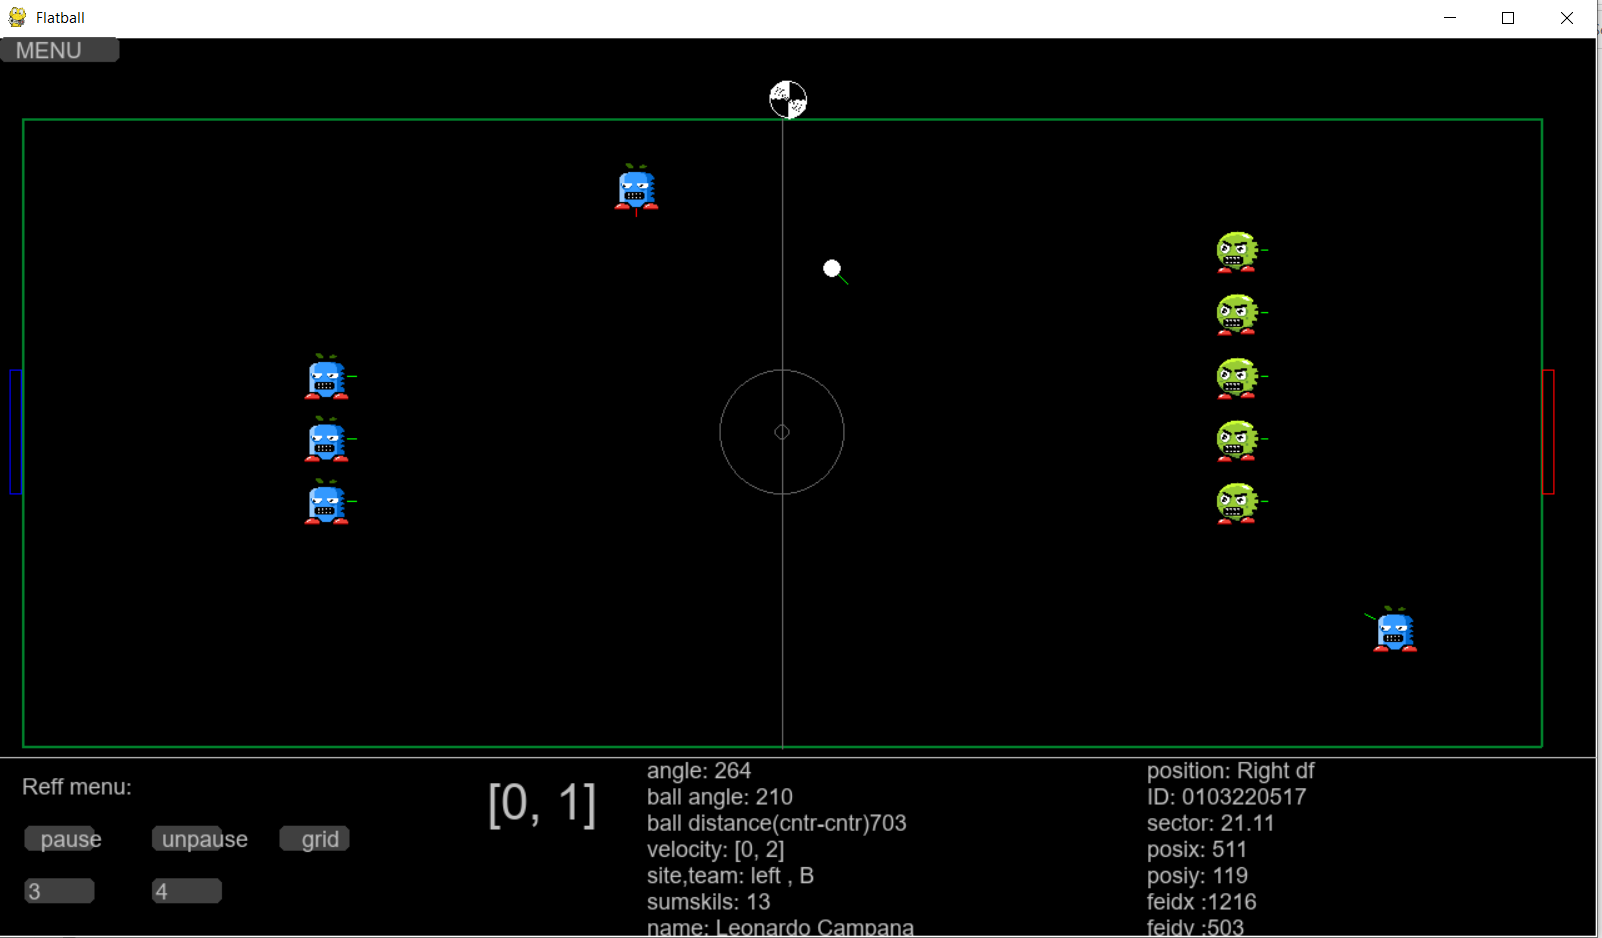 Flatball
MENU
Reff menu:
pause unpause grid
3 4
[0, 1]
angle: 264
ball angle: 210
ball distance(cntr-cntr)703
velocity: [0, 2]
site,team: left , B
sumskils: 13
name: Leonardo Campana
position: Right df
ID: 0103220517
sector: 21.11
posix: 511
posiy: 119
feidx :1216
feidy :503